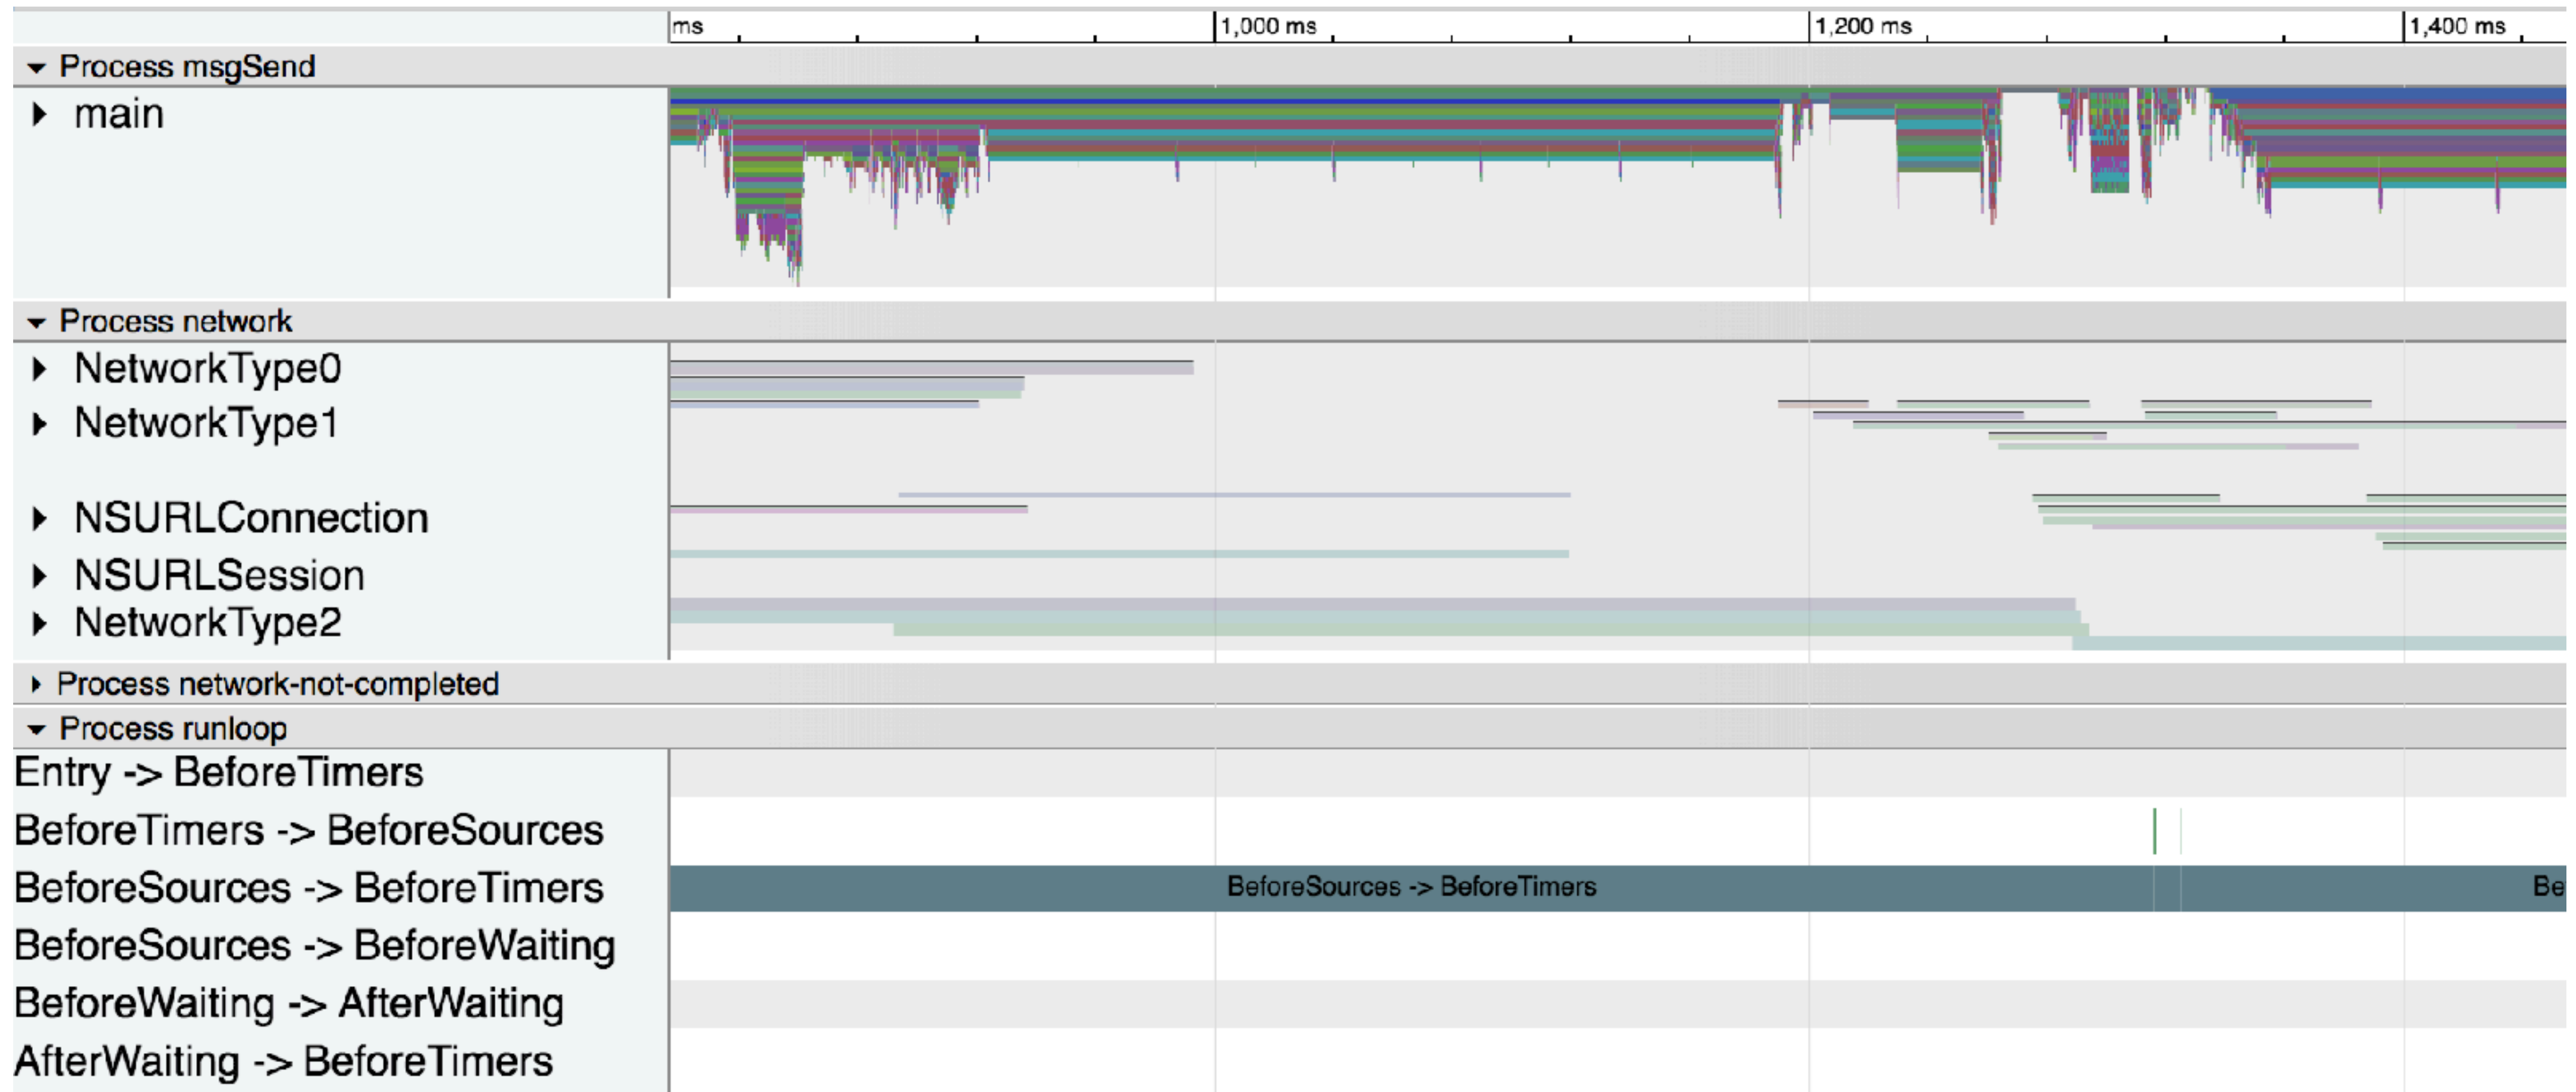 ms 1,000 ms 1,200 ms 1,400 ms
Process msgSend
main
Process network
NetworkType0
NetworkType1
NSURLConnection
NSURLSession
NetworkType2
Process network-not-completed
Process runloop
Entry -> BeforeTimers
BeforeTimers -> BeforeSources
BeforeSources -> BeforeTimers BeforeSources -> BeforeTimers Be
BeforeSources -> BeforeWaiting
BeforeWaiting -> AfterWaiting
AfterWaiting -> BeforeTimers